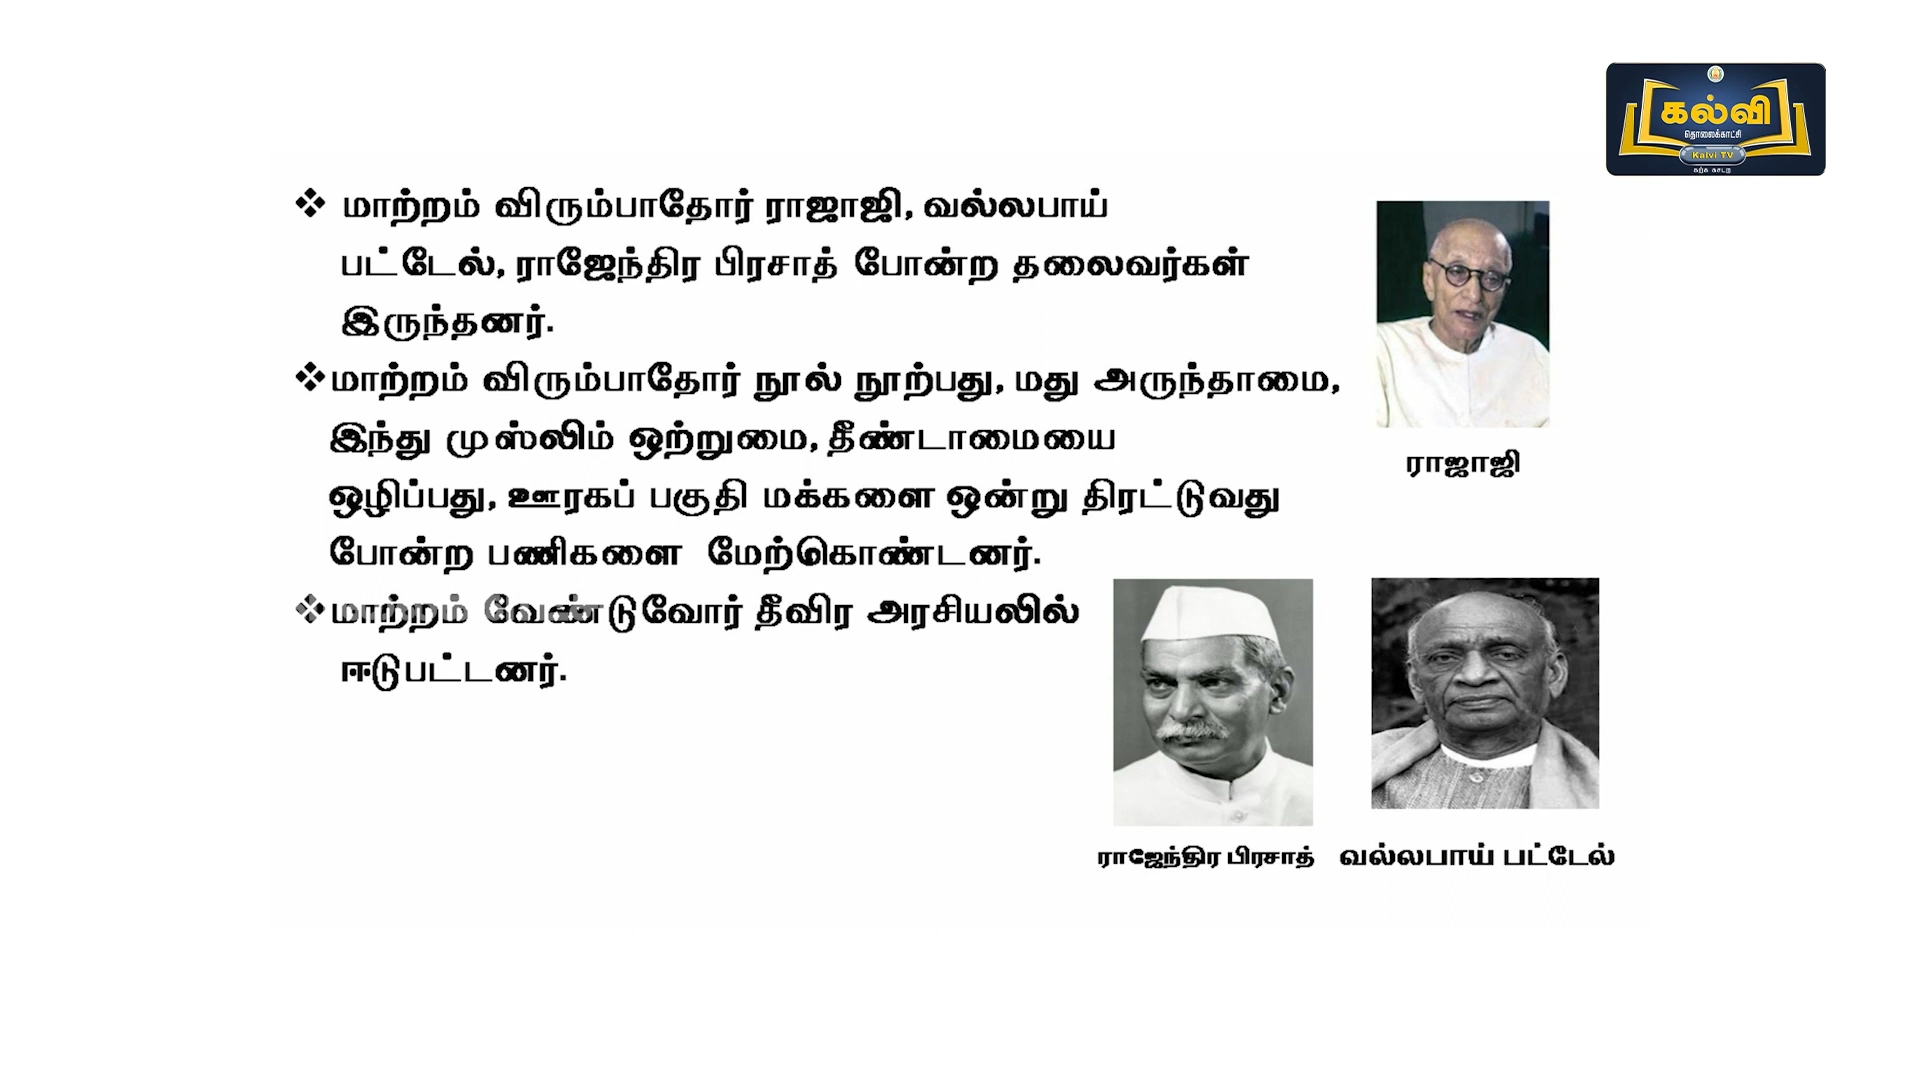 கல்வி
தொலைக்காட்சி
Kalvi TV
கற்க கசடற
❖ மாற்றம் விரும்பாதோர் ராஜாஜி, வல்லபாய்
பட்டேல், ராஜேந்திர பிரசாத் போன்ற தலைவர்கள்
இருந்தனர்.
❖மாற்றம் விரும்பாதோர் நூல் நூற்பது, மது அருந்தாமை,
இந்து முஸ்லிம் ஒற்றுமை, தீண்டாமையை
ஒழிப்பது, ஊரகப் பகுதி மக்களை ஒன்று திரட்டுவது
போன்ற பணிகளை மேற்கொண்டனர்.
❖மாற்றம் வேண்டுவோர் தீவிர அரசியலில்
ஈடுபட்டனர்.
ராஜாஜி
ராஜேந்திர பிரசாத்
வல்லபாய் பட்டேல்